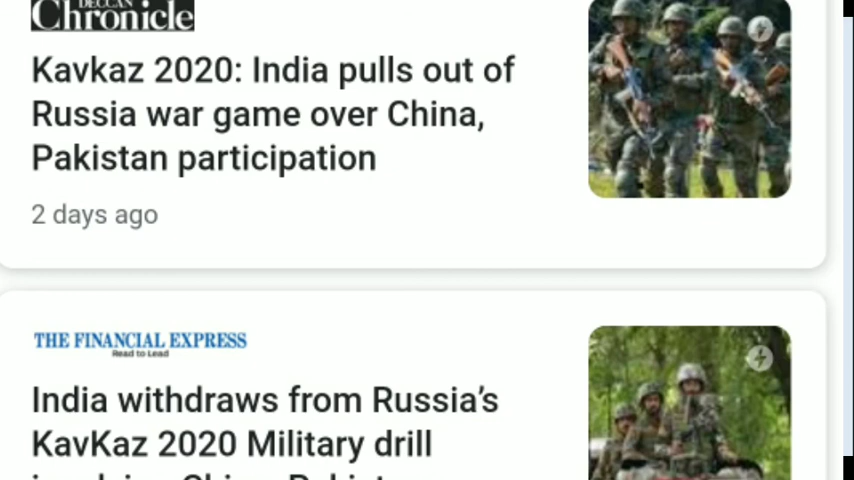 DECCAN
Chronicle
Kavkaz 2020: India pulls out of
Russia war game over China,
Pakistan participation
2 days ago
THE FINANCIAL EXPRESS
Read to Lead
India withdraws from Russia’s
KavKaz 2020 Military drill